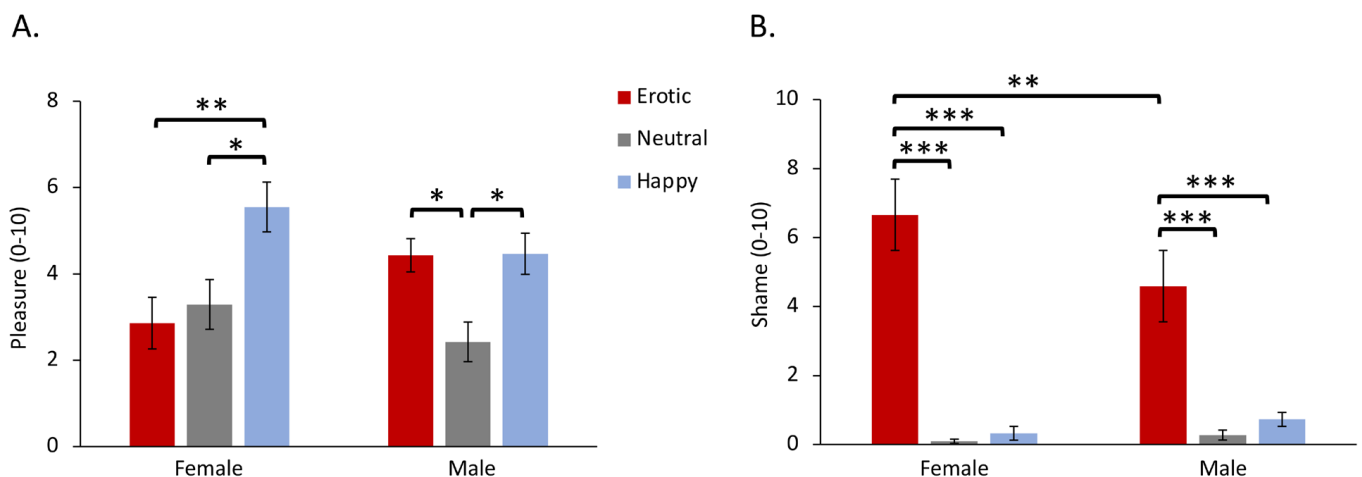 A.
Pleasure (0-10)
8
6
4
2
0
**
*
*
*
Female
Male
Erotic
Neutral
Happy
B.
Shame (0-10)
10
8
6
4
2
0
**
***
***
***
***
Female
Male